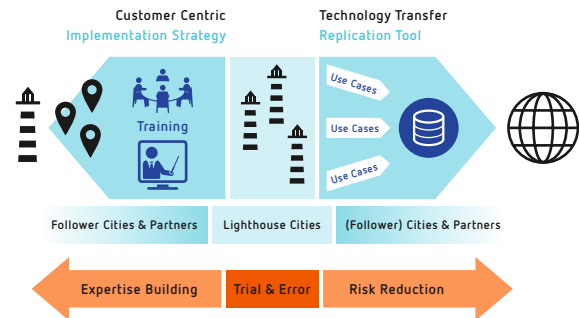 Customer Centric
Implementation Strategy
Technology Transfer
Replication Tool
Training
Use Cases
Use Cases
Use Cases
Follower Cities & Partners
Lighthouse Cities
(Follower) Cities & Partners
Expertise Building
Trial & Error
Risk Reduction